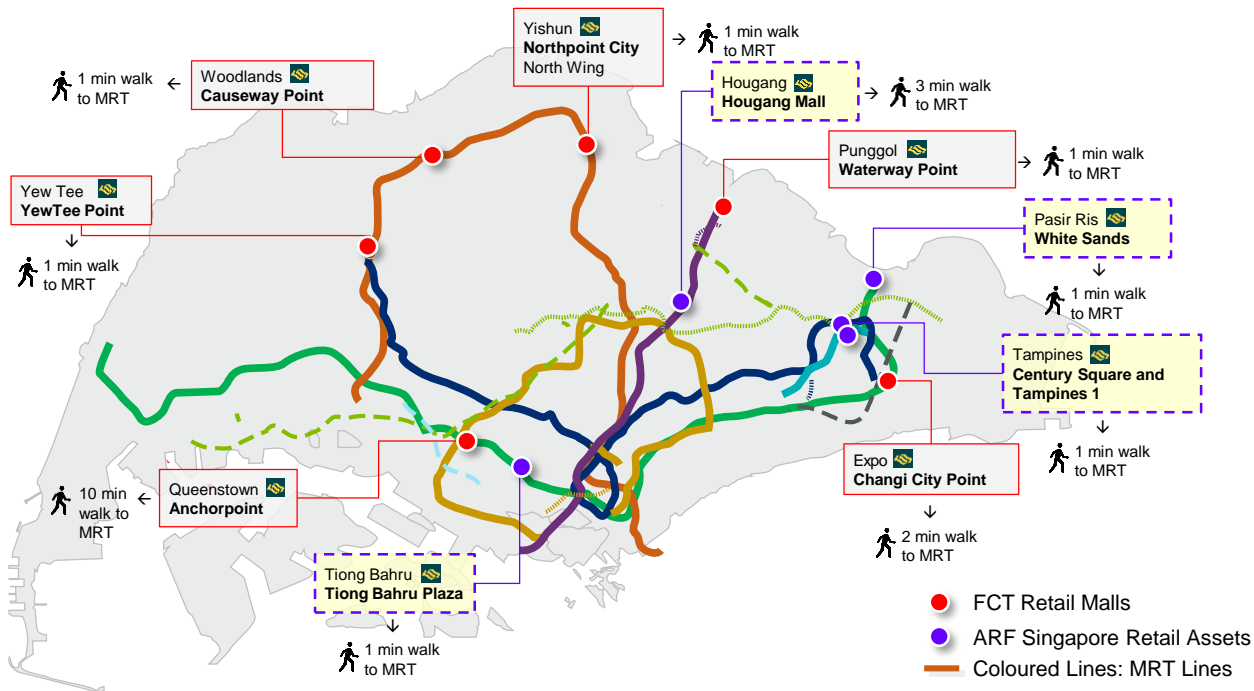 Yishun
Northpoint City
North Wing
1 min walk
to MRT
Woodlands
Causeway Point
1 min walk
to MRT
Hougang
Hougang Mall
3 min walk
to MRT
Punggol
Waterway Point
1 min walk
to MRT
Yew Tee
YewTee Point
1 min walk
to MRT
Pasir Ris
White Sands
1 min walk
to MRT
Tampines
Century Square and
Tampines 1
1 min walk
to MRT
Expo
Changi City Point
2 min walk
to MRT
Queenstown
Anchorpoint
10 min
walk to
MRT
Tiong Bahru
Tiong Bahru Plaza
1 min walk
to MRT
FCT Retail Malls
ARF Singapore Retail Assets
Coloured Lines: MRT Lines